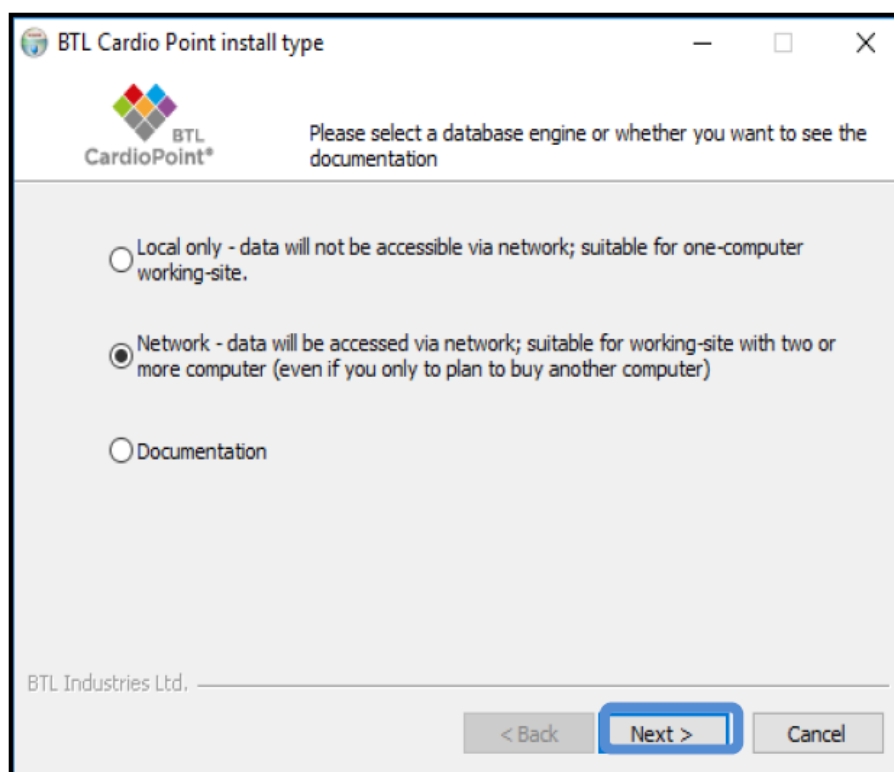 BTL Cardio Point install type
BTL
CardioPoint®
Please select a database engine or whether you want to see the
documentation
Local only - data will not be accessible via network; suitable for one-computer
working-site.
Network - data will be accessed via network; suitable for working-site with two or
more computer (even if you only to plan to buy another computer)
Documentation
BTL Industries Ltd.
< Back
Next >
Cancel